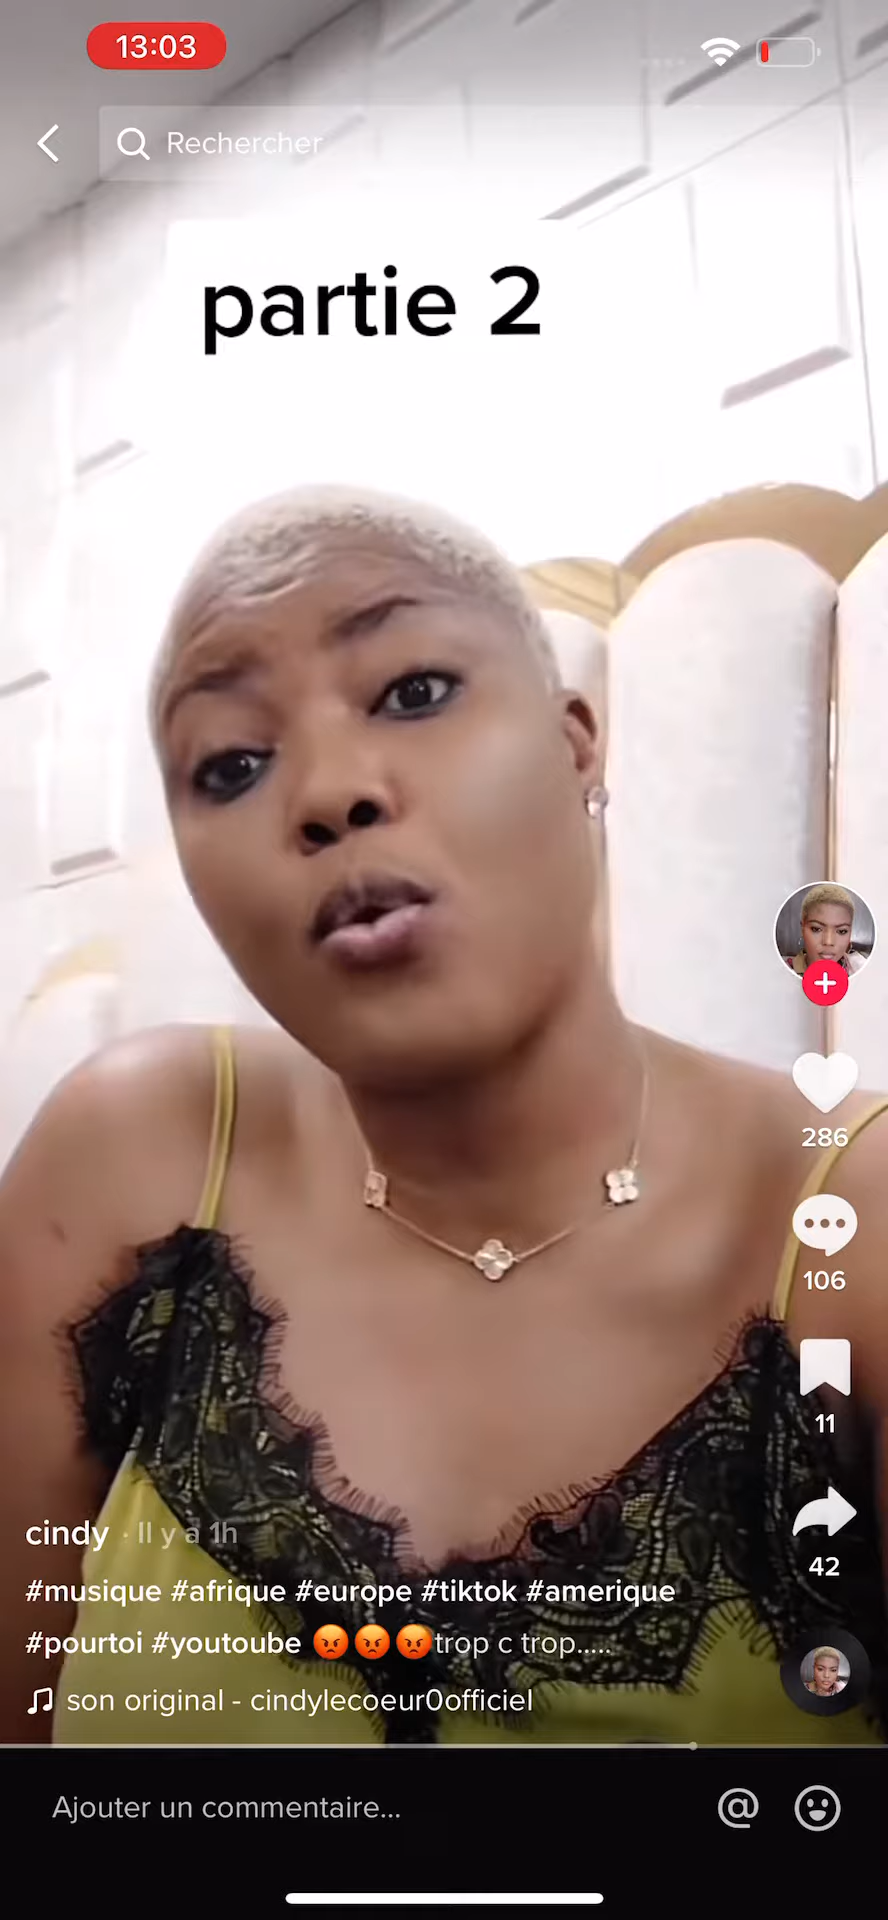 13:03
Rechercher
partie 2
286
106
11
42
cindy · Il y a 1h
#musique #afrique #europe #tiktok #amerique
#pourtoi #youtoube 😡😡😡trop c trop.....
son original - cindylecoeur0officiel
Ajouter un commentaire...